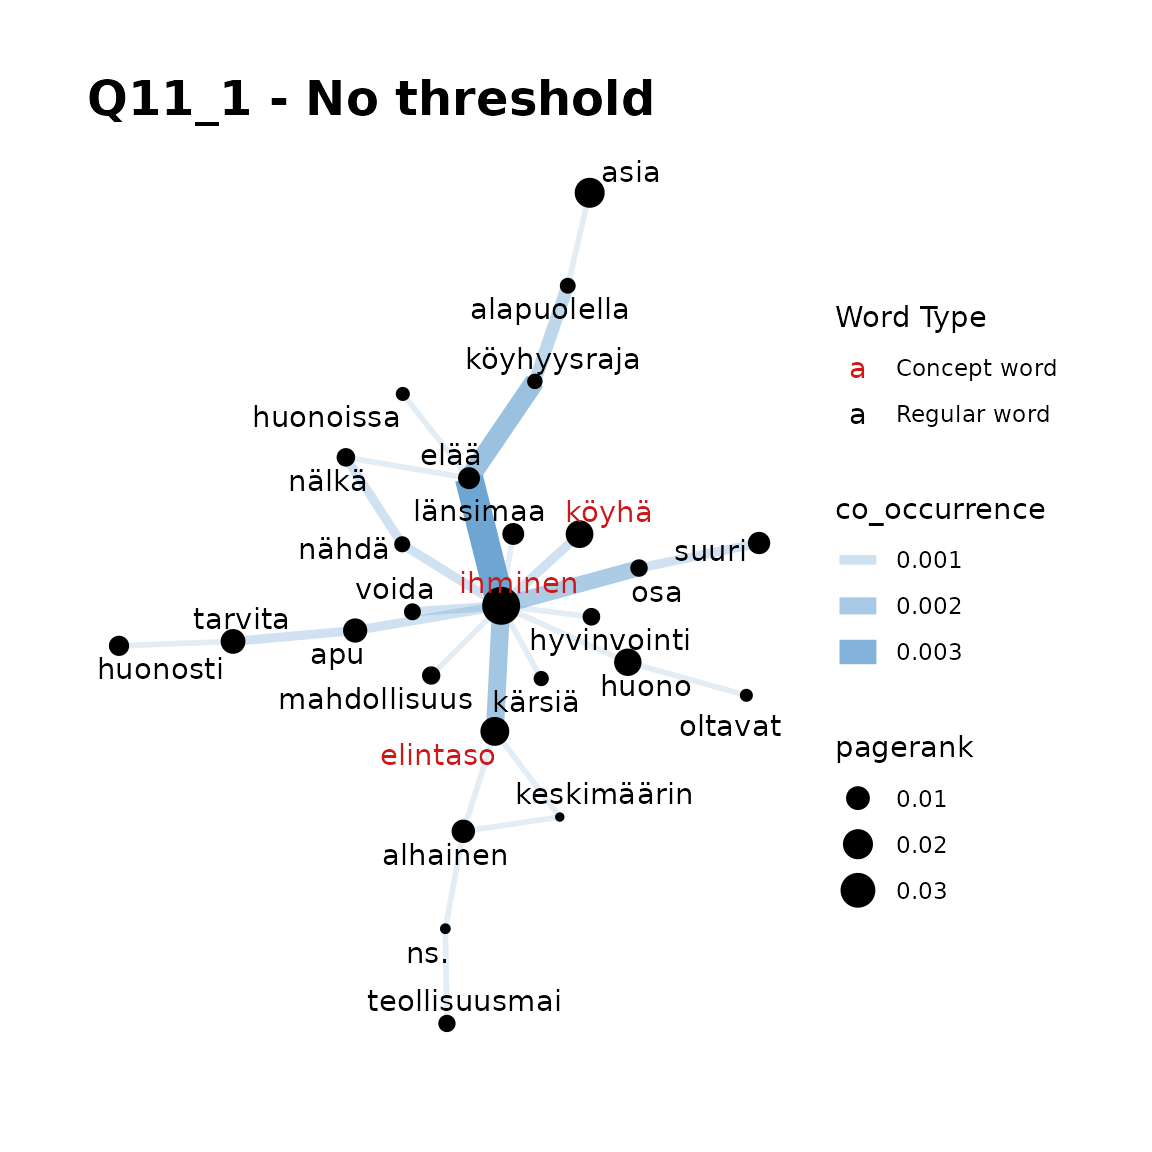 Q11_1 - No threshold
asia
alapuolella
köyhyysraja
huonoissa
elää
nälkä
länsimaa
köyhä
nähdä
suuri
ihminen
voida
osa
tarvita
hyvinvointi
apu
huonosti
huono
mahdollisuus
kärsiä
oltavat
elintaso
keskimäärin
alhainen
ns.
teollisuusmai
Word Type
a Concept word
a Regular word
co_occurrence
0.001
0.002
0.003
pagerank
0.01
0.02
0.03